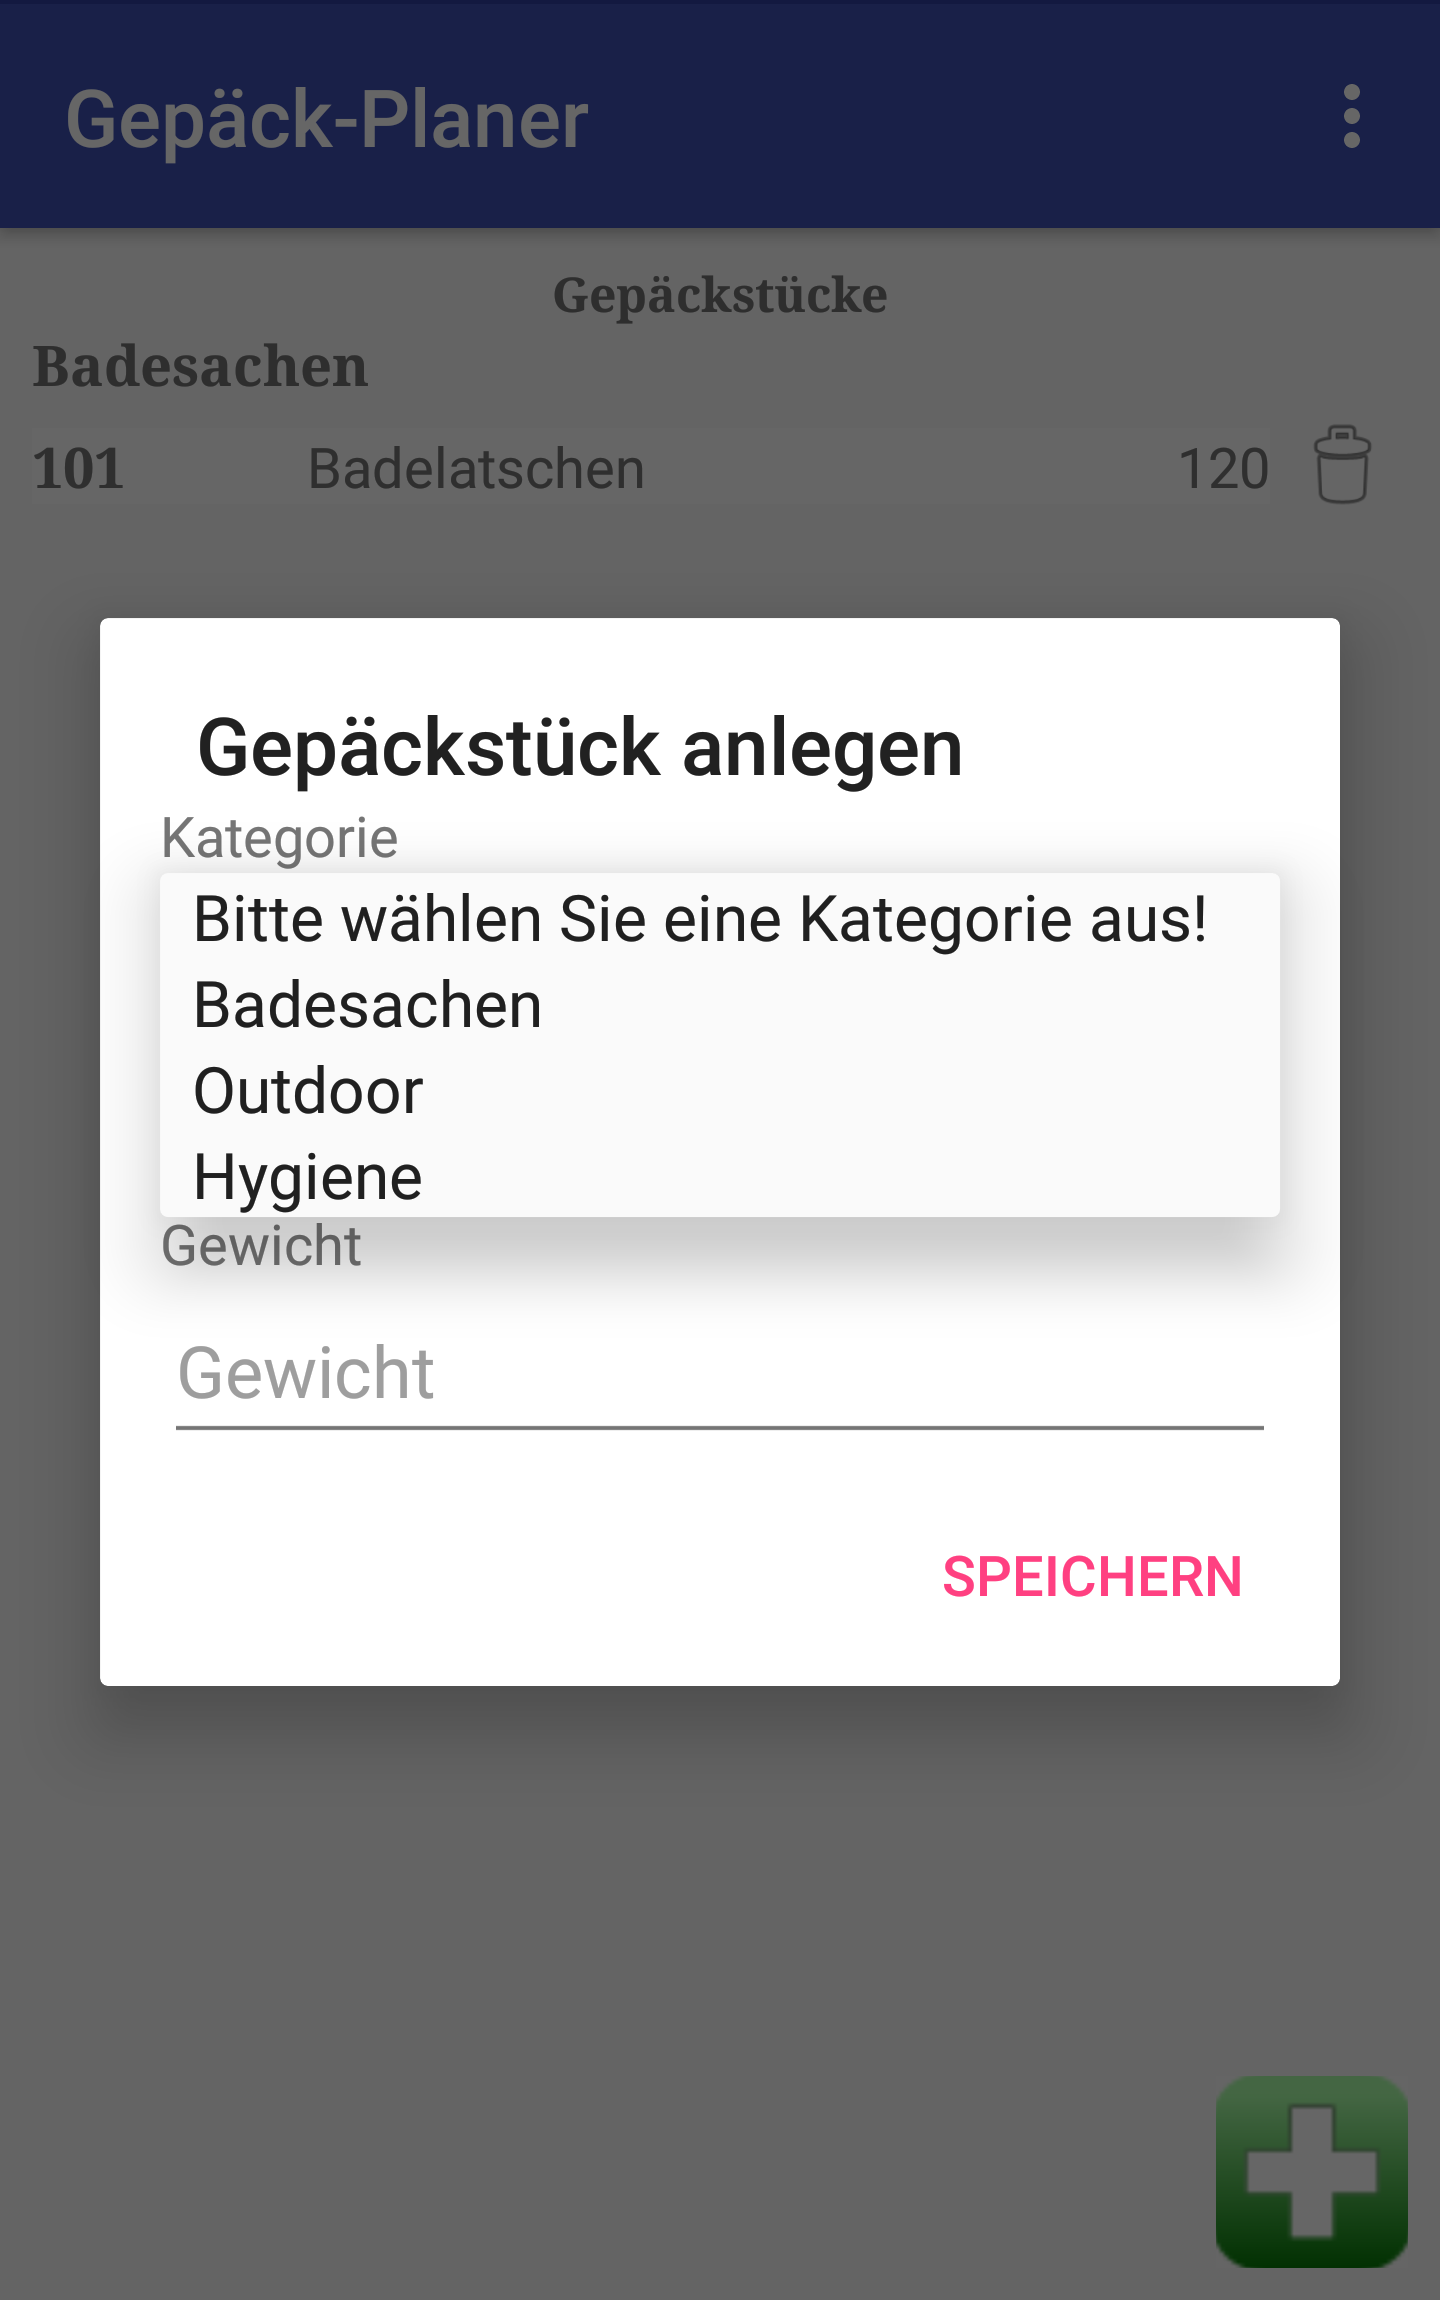 Gepäck-Planer
Gepäckstücke
Badesachen
101 Badelatschen 120
Gepäckstück anlegen
Kategorie
Bitte wählen Sie eine Kategorie aus!
Badesachen
Outdoor
Hygiene
Gewicht
Gewicht
SPEICHERN